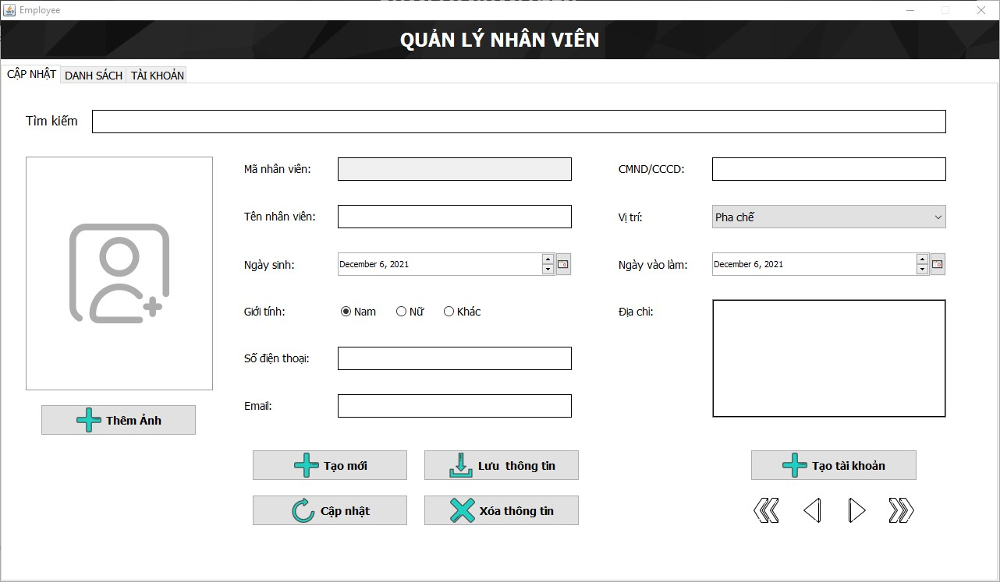 Employee
QUẢN LÝ NHÂN VIÊN
CẬP NHẬT DANH SÁCH TÀI KHOẢN
Tìm kiếm
Mã nhân viên: CMND/CCCD:
Tên nhân viên: Vị trí: Pha chế
Ngày sinh: December 6, 2021 Ngày vào làm: December 6, 2021
Giới tính: Nam Nữ Khác Địa chỉ:
Số điện thoại:
Email:
Thêm Ảnh
Tạo mới Lưu thông tin Tạo tài khoản
Cập nhật Xóa thông tin